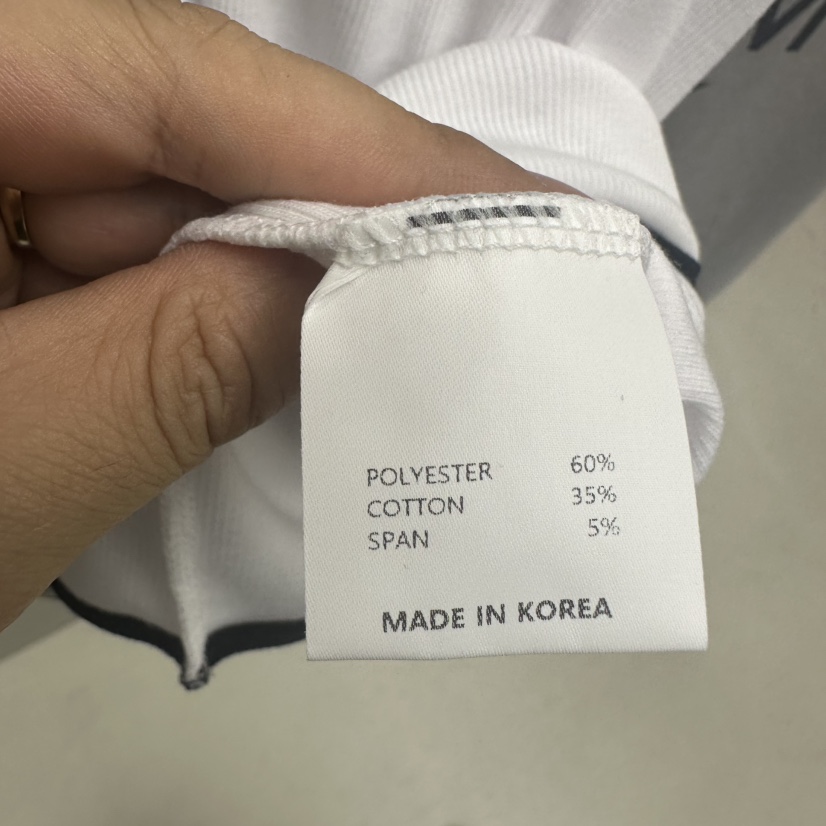 POLYESTER 60%
COTTON 35%
SPAN 5%
MADE IN KOREA